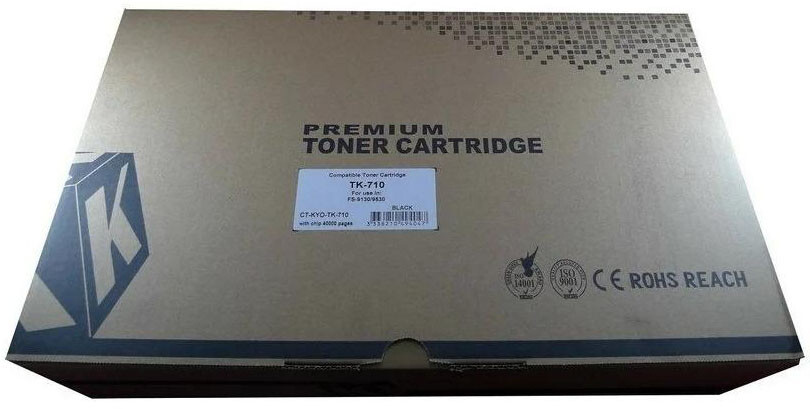 PREMIUM
TONER CARTRIDGE
Compatible Toner Cartridge
TK-710
For use in:
FS-9130/9530
BLACK
CT-KYO-TK-710
with chip 40000 pages
K
ISO
14001
ISO
9001
CE ROHS REACH